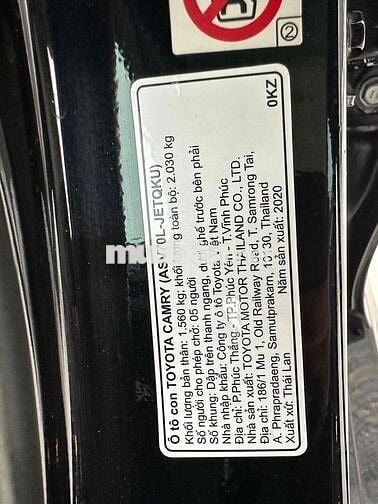 Ô tô con TOYOTA CAMRY (ASV70L-JETQKU)
Khối lượng bản thân: 1.560 kg; khối lượng toàn bộ: 2.030 kg
Số người cho phép chở: 05 người
Số khung: Dập trên thanh ngang, dưới ghế trước bên phải
Nhà nhập khẩu: Công ty ô tô Toyota Việt Nam
Địa chỉ: P.Phúc Thắng - TP.Phúc Yên - T.Vĩnh Phúc
Nhà sản xuất: TOYOTA MOTOR THAILAND CO., LTD.
Địa chỉ: 186/1 Mu 1, Old Railway Road, T. Samrong Tai,
A. Phrapradaeng, Samutprakarn, 10130, Thailand
Xuất xứ: Thái Lan Năm sản xuất: 2020
0KZ
②